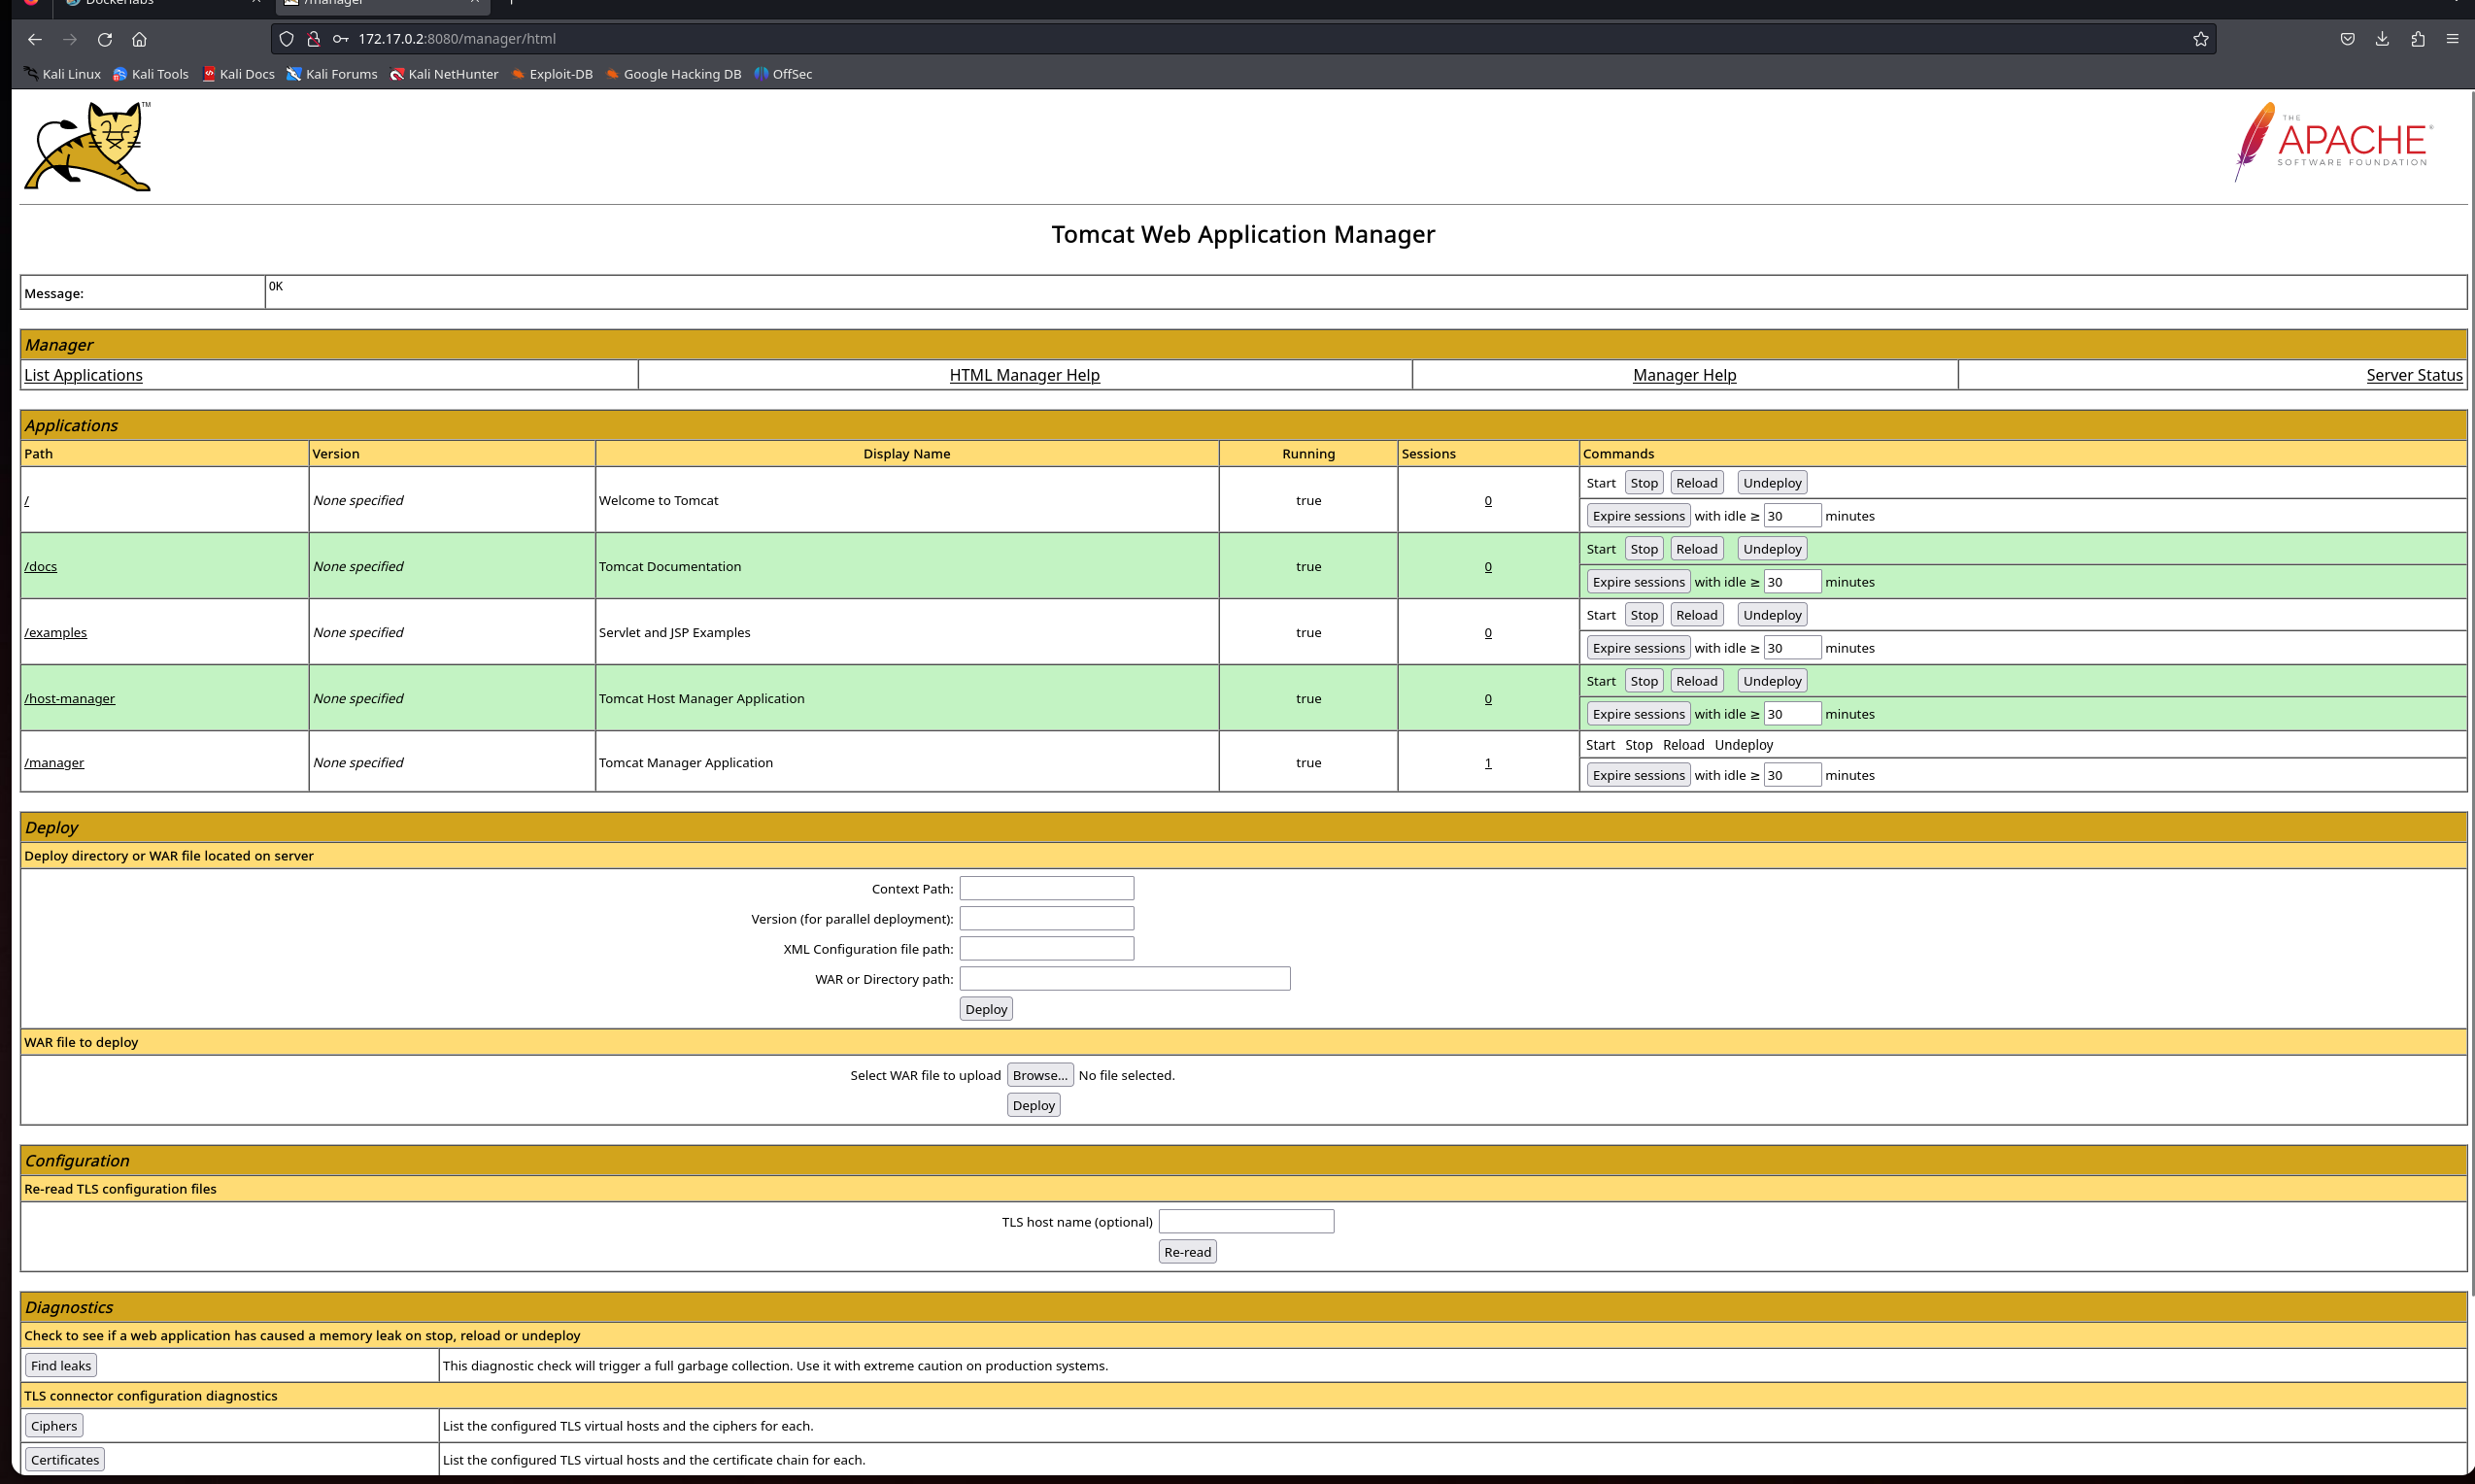 Dockerlabs
/manager
172.17.0.2:8080/manager/html
Kali Linux Kali Tools Kali Docs Kali Forums Kali NetHunter Exploit-DB Google Hacking DB OffSec
TM
THE
APACHE®
SOFTWARE FOUNDATION
Tomcat Web Application Manager
Message: OK
Manager
List Applications HTML Manager Help Manager Help Server Status
Applications
Path Version Display Name Running Sessions Commands
/ None specified Welcome to Tomcat true 0 Start Stop Reload Undeploy
Expire sessions with idle ≥ 30 minutes
/docs None specified Tomcat Documentation true 0 Start Stop Reload Undeploy
Expire sessions with idle ≥ 30 minutes
/examples None specified Servlet and JSP Examples true 0 Start Stop Reload Undeploy
Expire sessions with idle ≥ 30 minutes
/host-manager None specified Tomcat Host Manager Application true 0 Start Stop Reload Undeploy
Expire sessions with idle ≥ 30 minutes
/manager None specified Tomcat Manager Application true 1 Start Stop Reload Undeploy
Expire sessions with idle ≥ 30 minutes
Deploy
Deploy directory or WAR file located on server
Context Path:
Version (for parallel deployment):
XML Configuration file path:
WAR or Directory path:
Deploy
WAR file to deploy
Select WAR file to upload Browse... No file selected.
Deploy
Configuration
Re-read TLS configuration files
TLS host name (optional)
Re-read
Diagnostics
Check to see if a web application has caused a memory leak on stop, reload or undeploy
Find leaks This diagnostic check will trigger a full garbage collection. Use it with extreme caution on production systems.
TLS connector configuration diagnostics
Ciphers List the configured TLS virtual hosts and the ciphers for each.
Certificates List the configured TLS virtual hosts and the certificate chain for each.